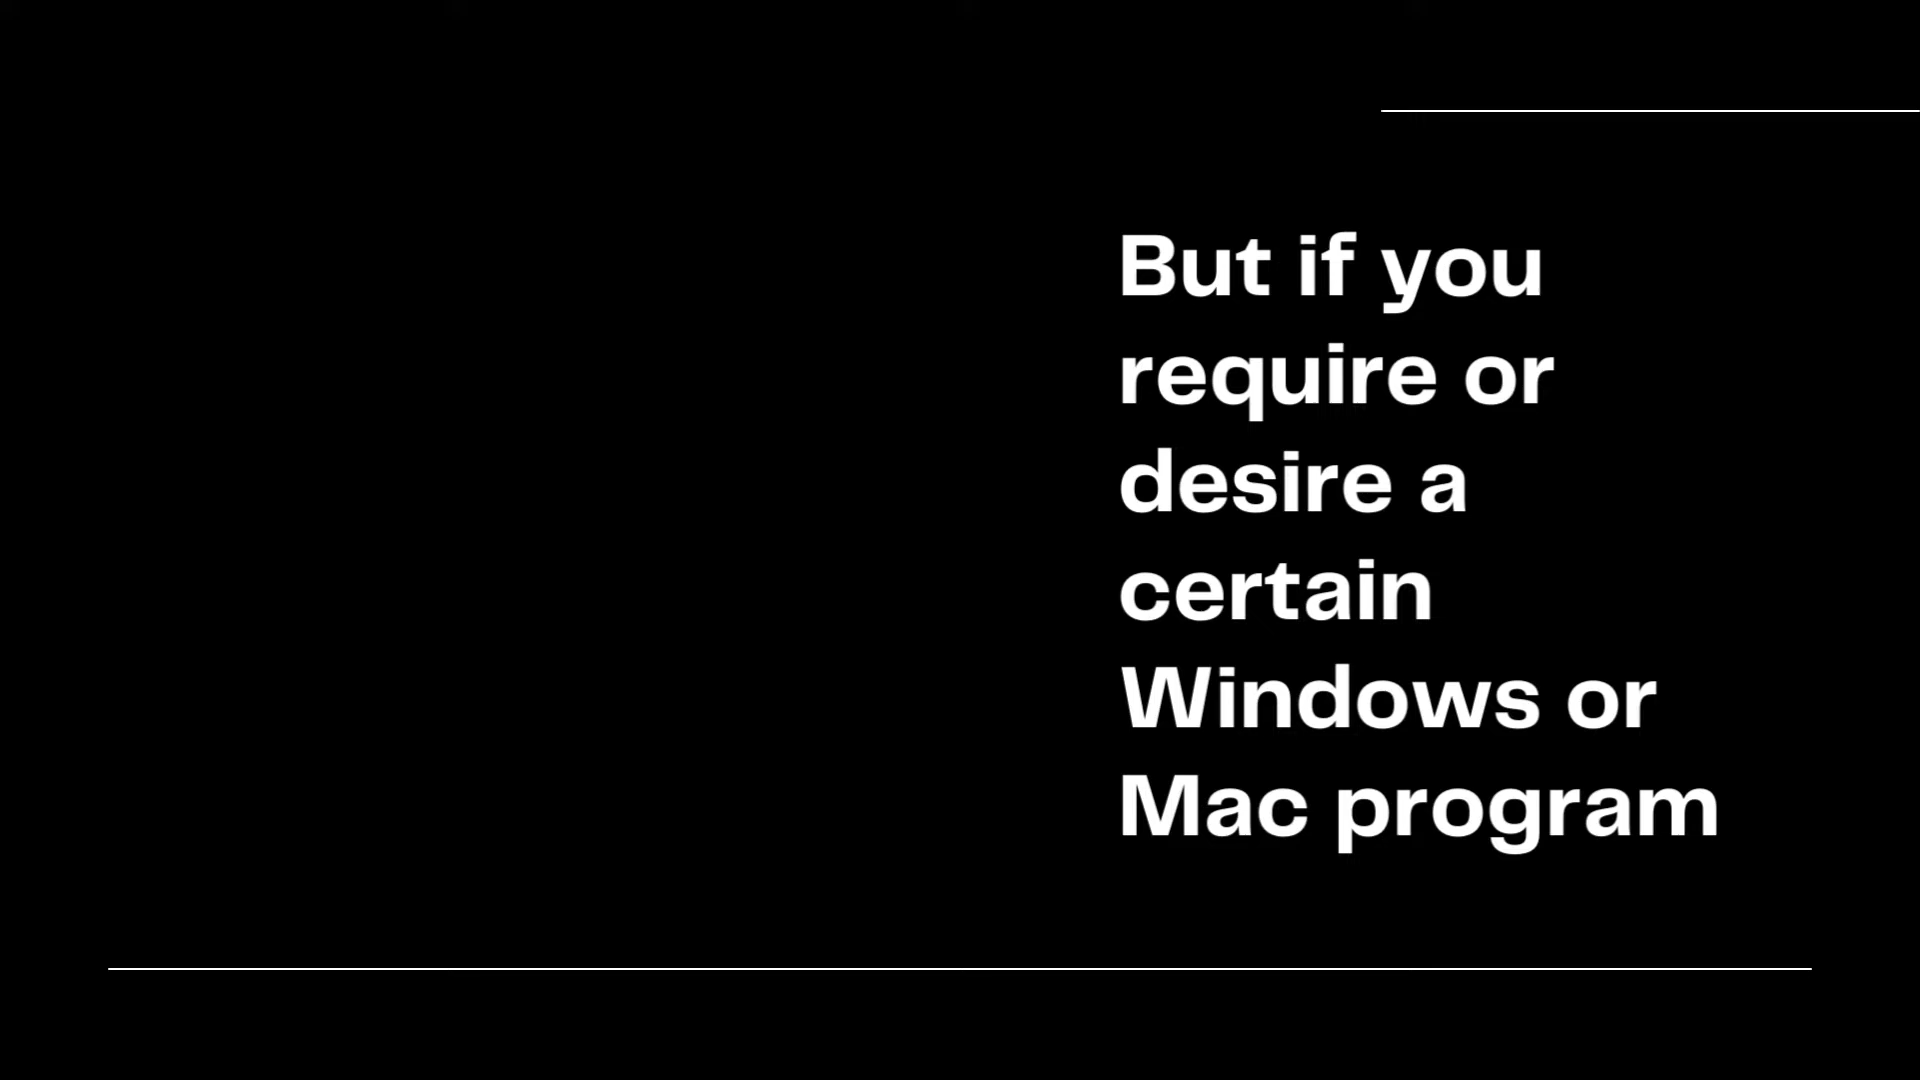 But if you
require or
desire a
certain
Windows or
Mac program